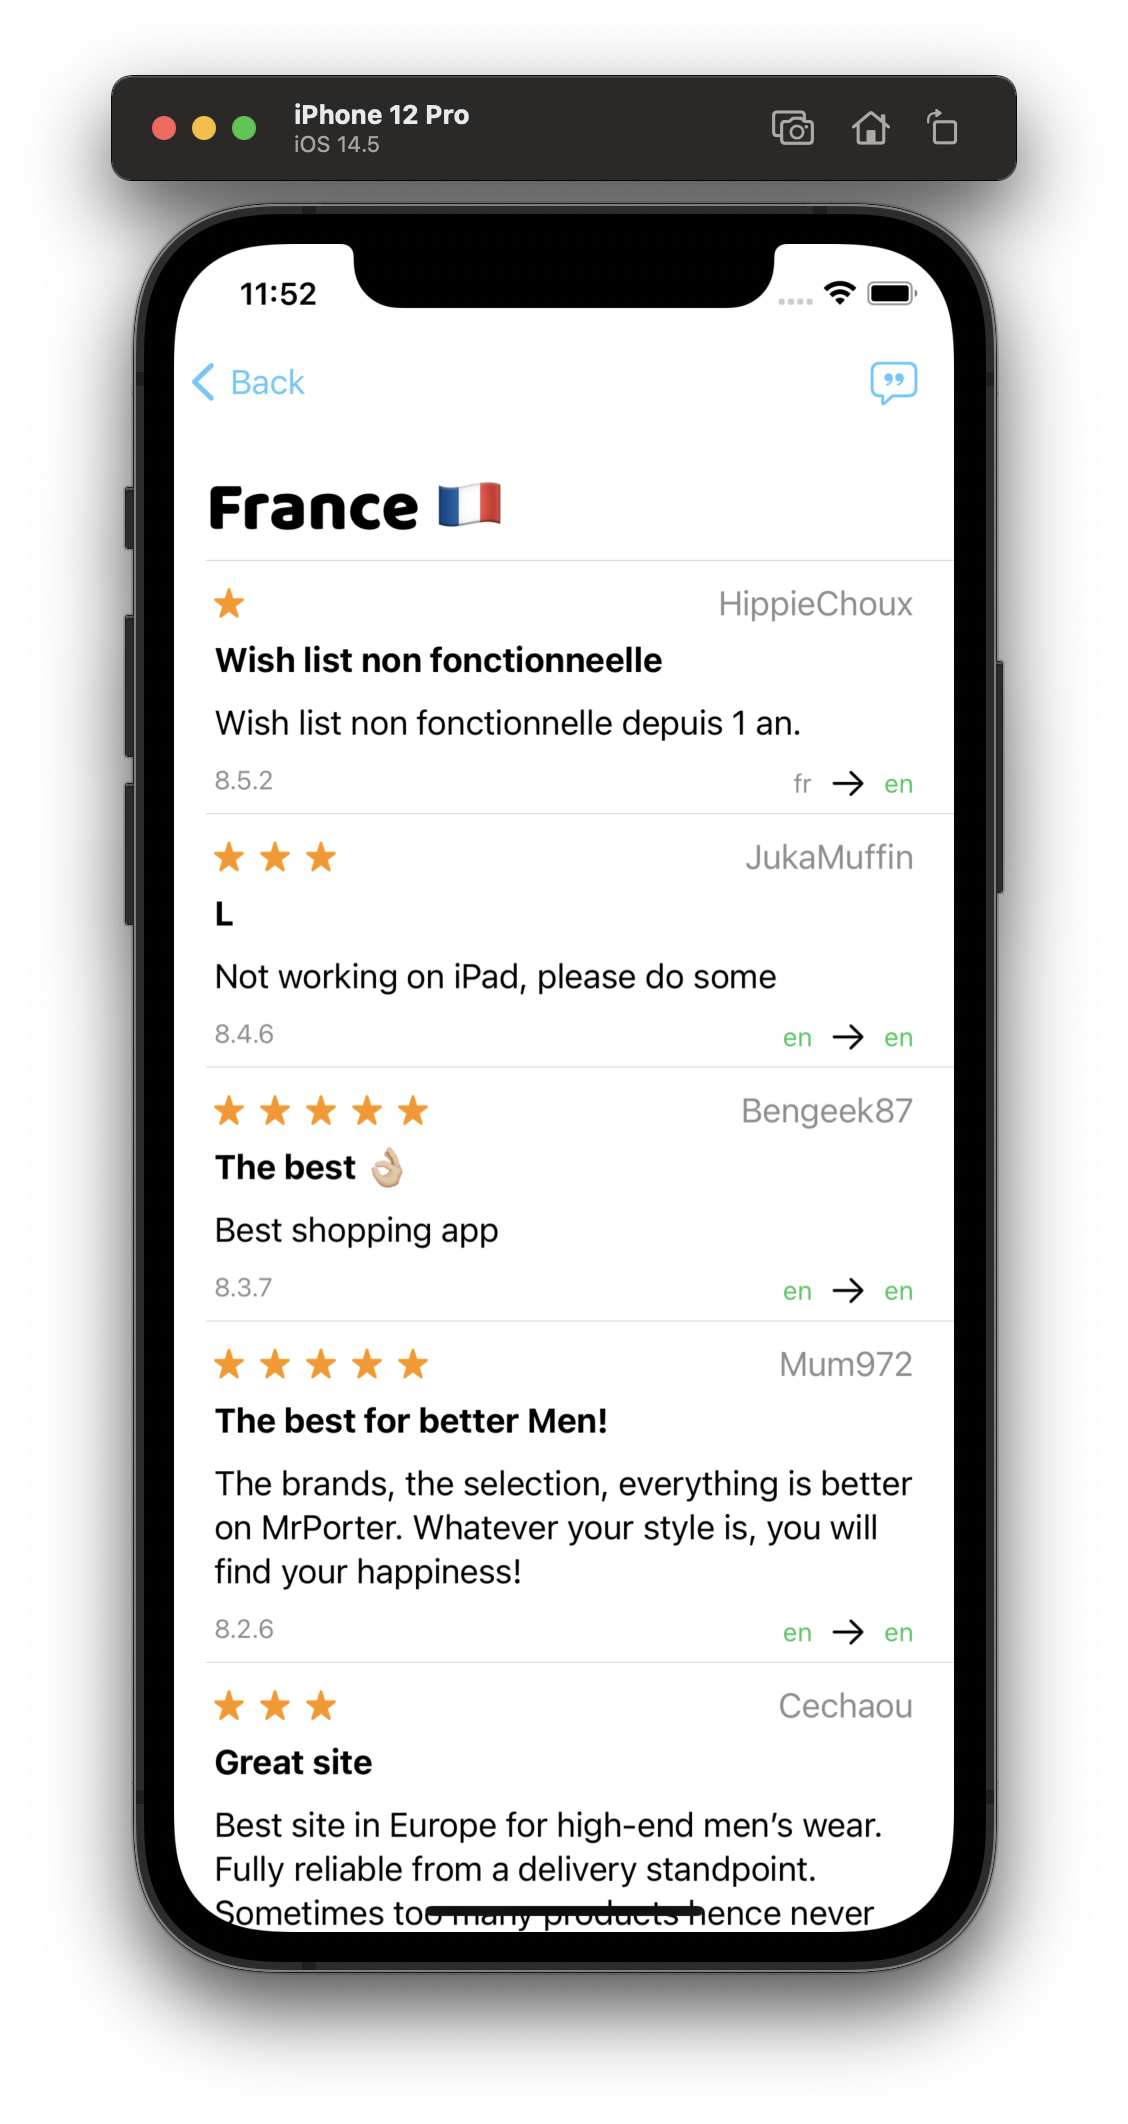 iPhone 12 Pro
iOS 14.5
11:52
Back
France 🇫🇷
HippieChoux
Wish list non fonctionneelle
Wish list non fonctionnelle depuis 1 an.
8.5.2 fr → en
JukaMuffin
L
Not working on iPad, please do some
8.4.6 en → en
Bengeek87
The best 👌🏼
Best shopping app
8.3.7 en → en
Mum972
The best for better Men!
The brands, the selection, everything is better
on MrPorter. Whatever your style is, you will
find your happiness!
8.2.6 en → en
Cechaou
Great site
Best site in Europe for high-end men’s wear.
Fully reliable from a delivery standpoint.
Sometimes too many products hence never